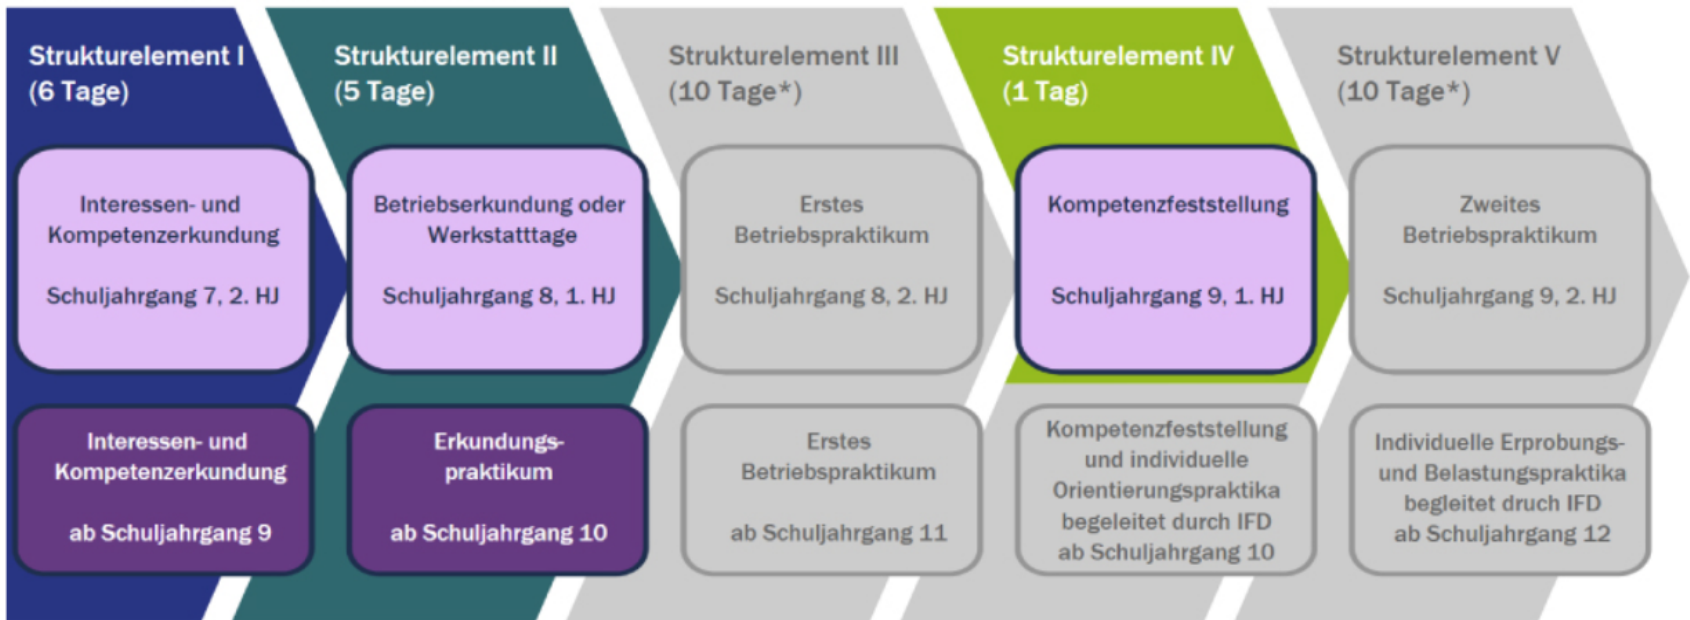 Strukturelement I
(6 Tage)
Strukturelement II
(5 Tage)
Strukturelement III
(10 Tage*)
Strukturelement IV
(1 Tag)
Strukturelement V
(10 Tage*)
Interessen- und
Kompetenzerkundung
Schuljahrgang 7, 2. HJ
Betriebserkundung oder
Werkstatttage
Schuljahrgang 8, 1. HJ
Erstes
Betriebspraktikum
Schuljahrgang 8, 2. HJ
Kompetenzfeststellung
Schuljahrgang 9, 1. HJ
Zweites
Betriebspraktikum
Schuljahrgang 9, 2. HJ
Interessen- und
Kompetenzerkundung
ab Schuljahrgang 9
Erkundungs-
praktikum
ab Schuljahrgang 10
Erstes
Betriebspraktikum
ab Schuljahrgang 11
Kompetenzfeststellung
und individuelle
Orientierungspraktika
begeleitet durch IFD
ab Schuljahrgang 10
Individuelle Erprobungs-
und Belastungspraktika
begleitet druch IFD
ab Schuljahrgang 12